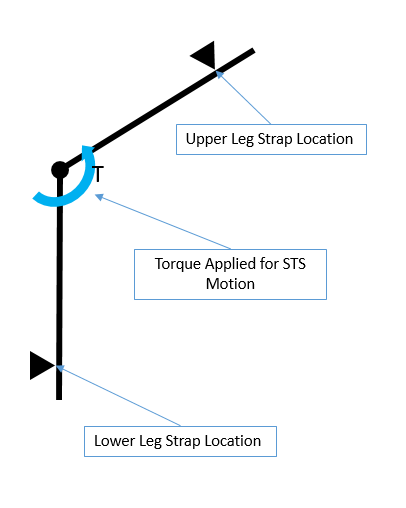 Upper Leg Strap Location
T
Torque Applied for STS
Motion
Lower Leg Strap Location